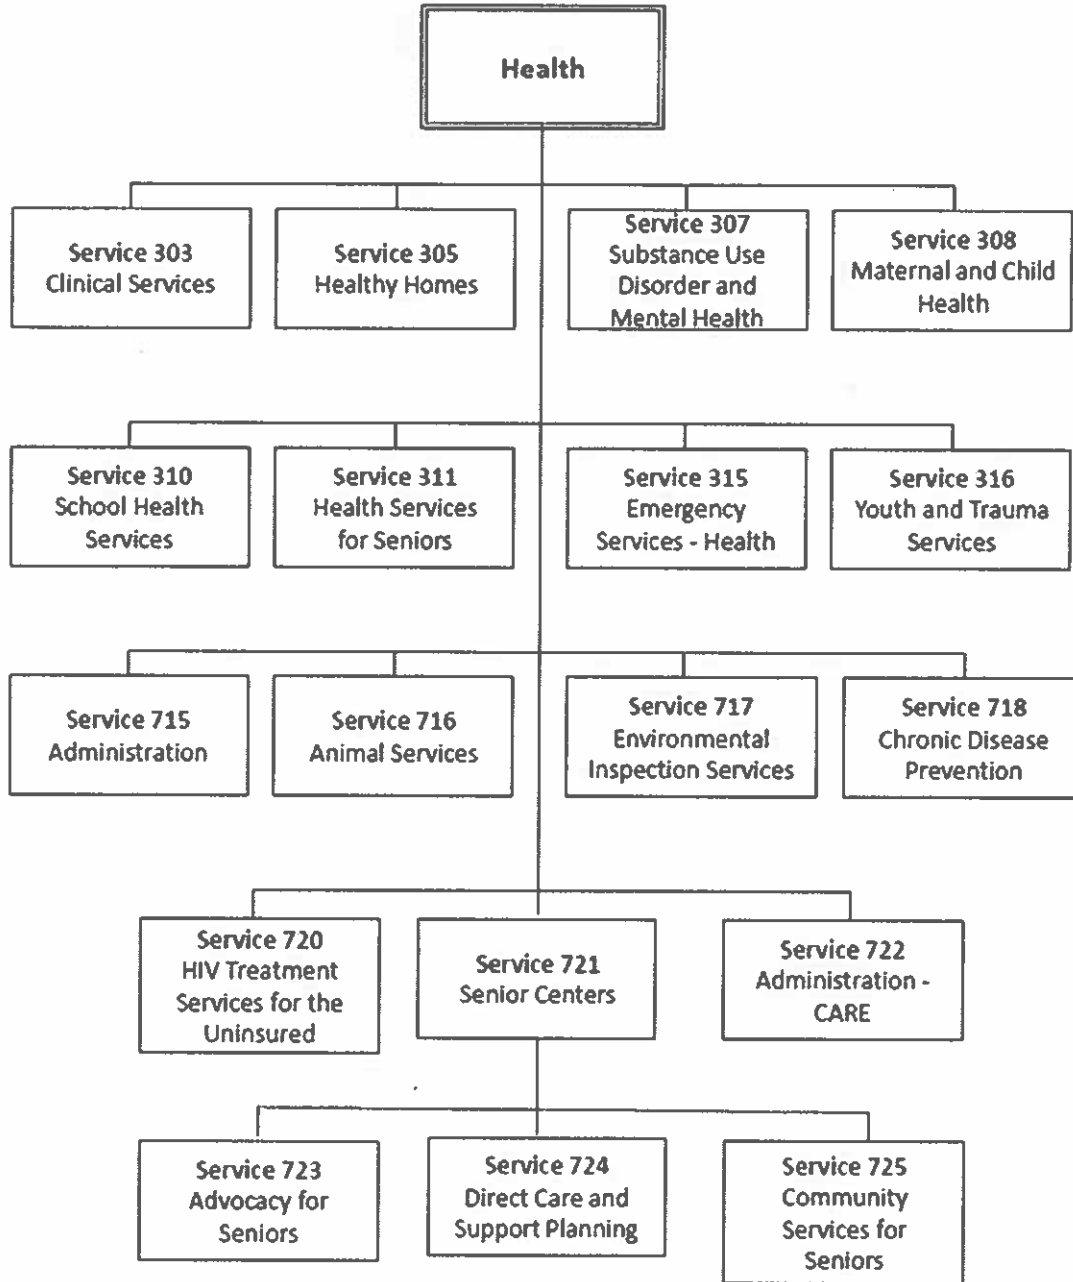 Health
Service 303
Clinical Services
Service 305
Healthy Homes
Service 307
Substance Use
Disorder and
Mental Health
Service 308
Maternal and Child
Health
Service 310
School Health
Services
Service 311
Health Services
for Seniors
Service 315
Emergency
Services - Health
Service 316
Youth and Trauma
Services
Service 715
Administration
Service 716
Animal Services
Service 717
Environmental
Inspection Services
Service 718
Chronic Disease
Prevention
Service 720
HIV Treatment
Services for the
Uninsured
Service 721
Senior Centers
Service 722
Administration -
CARE
Service 723
Advocacy for
Seniors
Service 724
Direct Care and
Support Planning
Service 725
Community
Services for
Seniors